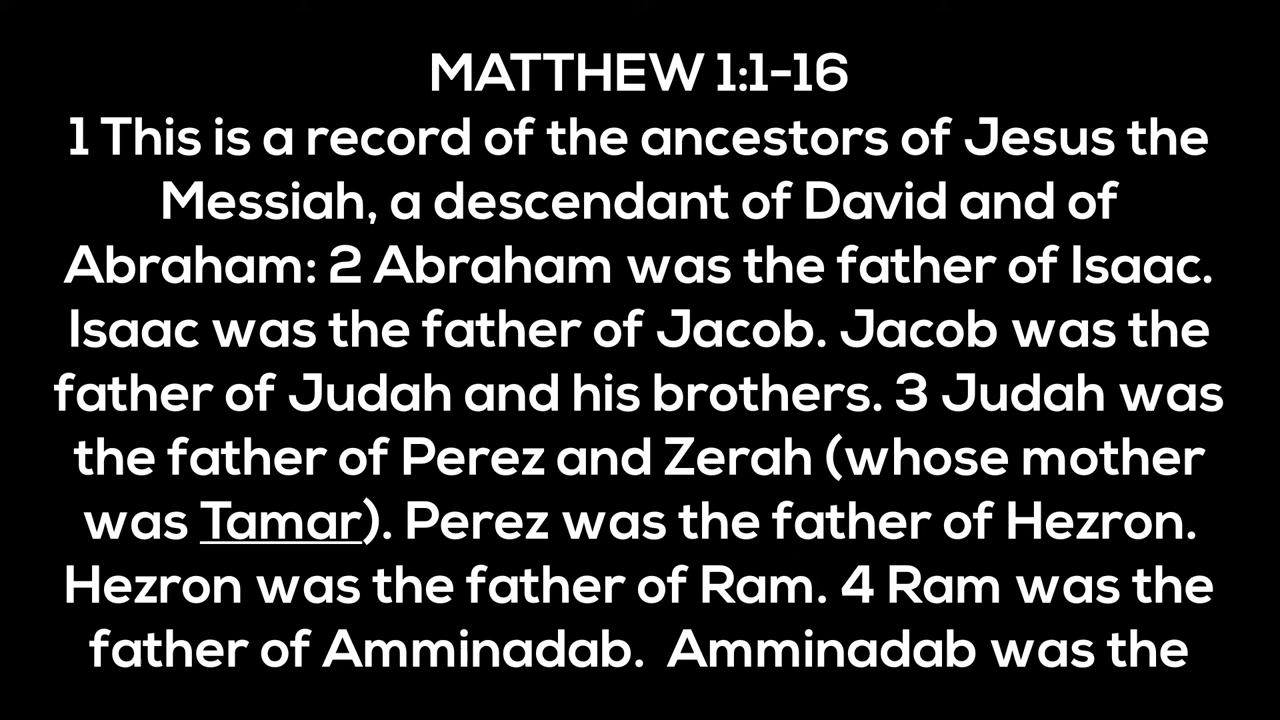 MATTHEW 1:1-16
1 This is a record of the ancestors of Jesus the
Messiah, a descendant of David and of
Abraham: 2 Abraham was the father of Isaac.
Isaac was the father of Jacob. Jacob was the
father of Judah and his brothers. 3 Judah was
the father of Perez and Zerah (whose mother
was Tamar). Perez was the father of Hezron.
Hezron was the father of Ram. 4 Ram was the
father of Amminadab.  Amminadab was the